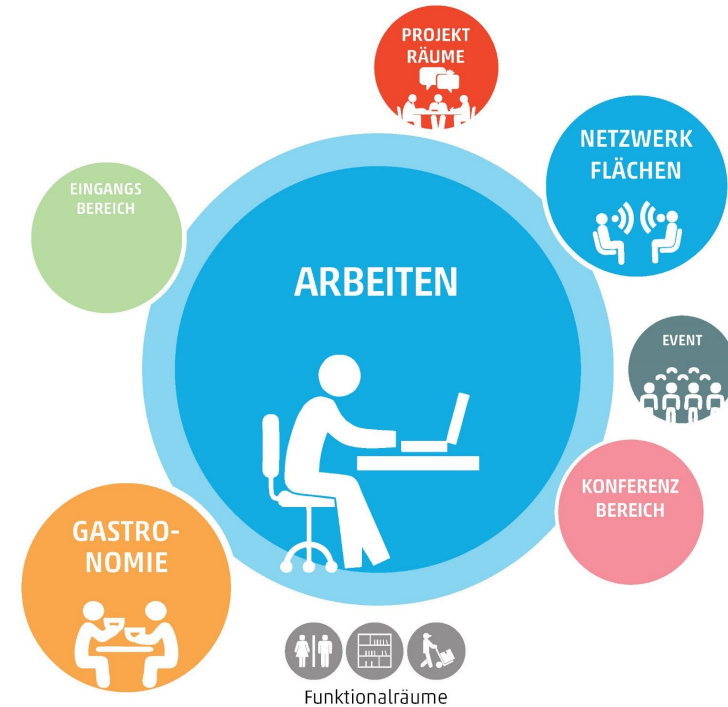 PROJEKT
RÄUME
NETZWERK
FLÄCHEN
EINGANGS
BEREICH
ARBEITEN
EVENT
KONFERENZ
BEREICH
GASTRO-
NOMIE
Funktionalräume